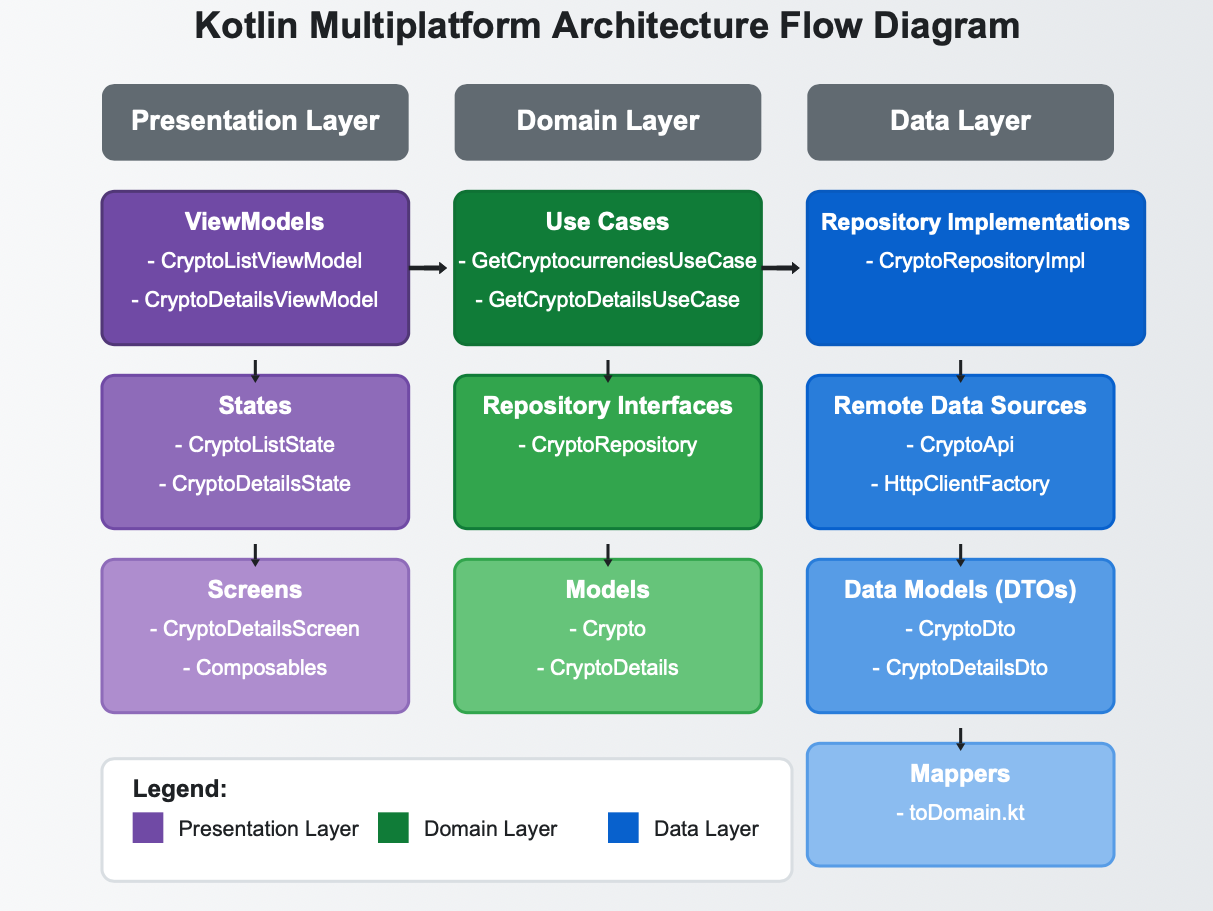 Kotlin Multiplatform Architecture Flow Diagram
Presentation Layer
Domain Layer
Data Layer
ViewModels
- CryptoListViewModel
- CryptoDetailsViewModel
Use Cases
- GetCryptocurrenciesUseCase
- GetCryptoDetailsUseCase
Repository Implementations
- CryptoRepositoryImpl
States
- CryptoListState
- CryptoDetailsState
Repository Interfaces
- CryptoRepository
Remote Data Sources
- CryptoApi
- HttpClientFactory
Screens
- CryptoDetailsScreen
- Composables
Models
- Crypto
- CryptoDetails
Data Models (DTOs)
- CryptoDto
- CryptoDetailsDto
Mappers
- toDomain.kt
Legend:
Presentation Layer
Domain Layer
Data Layer